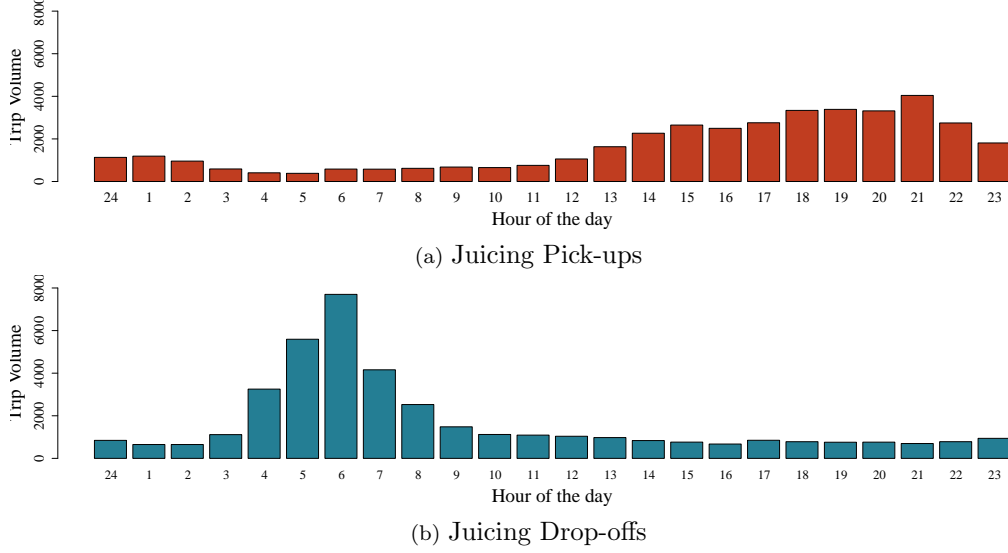 8000
6000
4000
2000
0
Trip Volume
24 1 2 3 4 5 6 7 8 9 10 11 12 13 14 15 16 17 18 19 20 21 22 23
Hour of the day
(a) Juicing Pick-ups
8000
6000
4000
2000
0
Trip Volume
24 1 2 3 4 5 6 7 8 9 10 11 12 13 14 15 16 17 18 19 20 21 22 23
Hour of the day
(b) Juicing Drop-offs